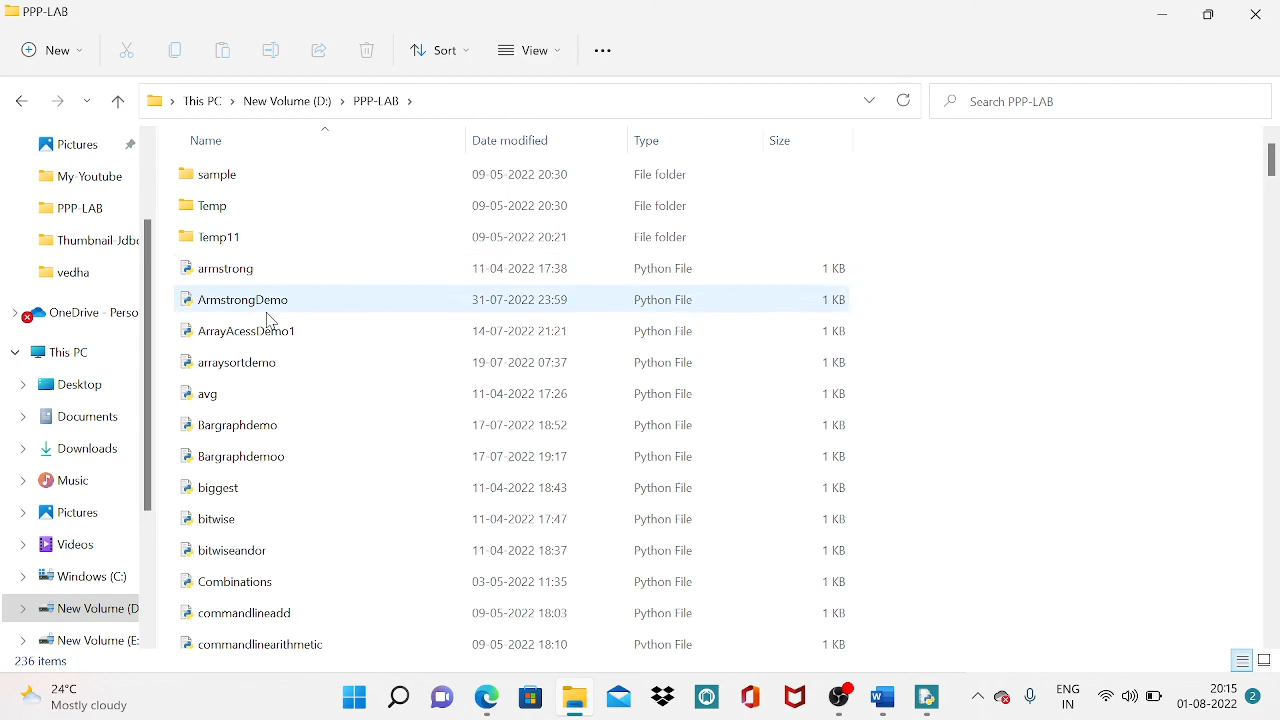 PPP-LAB
New Sort View
This PC New Volume (D:) PPP-LAB Search PPP-LAB
Name Date modified Type Size
Pictures
My-Youtube
PPP-LAB
Thumbnail-Jdb
vedha
OneDrive - Perso
This PC
Desktop
Documents
Downloads
Music
Pictures
Videos
Windows (C:)
New Volume (D
New Volume (E:
sample 09-05-2022 20:30 File folder
Temp 09-05-2022 20:30 File folder
Temp11 09-05-2022 20:21 File folder
armstrong 11-04-2022 17:38 Python File 1 KB
ArmstrongDemo 31-07-2022 23:59 Python File 1 KB
ArrayAcessDemo1 14-07-2022 21:21 Python File 1 KB
arraysortdemo 19-07-2022 07:37 Python File 1 KB
avg 11-04-2022 17:26 Python File 1 KB
Bargraphdemo 17-07-2022 18:52 Python File 1 KB
Bargraphdemoo 17-07-2022 19:17 Python File 1 KB
biggest 11-04-2022 18:43 Python File 1 KB
bitwise 11-04-2022 17:47 Python File 1 KB
bitwiseandor 11-04-2022 18:37 Python File 1 KB
Combinations 03-05-2022 11:35 Python File 1 KB
commandlineadd 09-05-2022 18:03 Python File 1 KB
commandlinearithmetic 09-05-2022 18:10 Python File 1 KB
236 items
24°C
Mostly cloudy
ENG
IN
20:15
01-08-2022
2